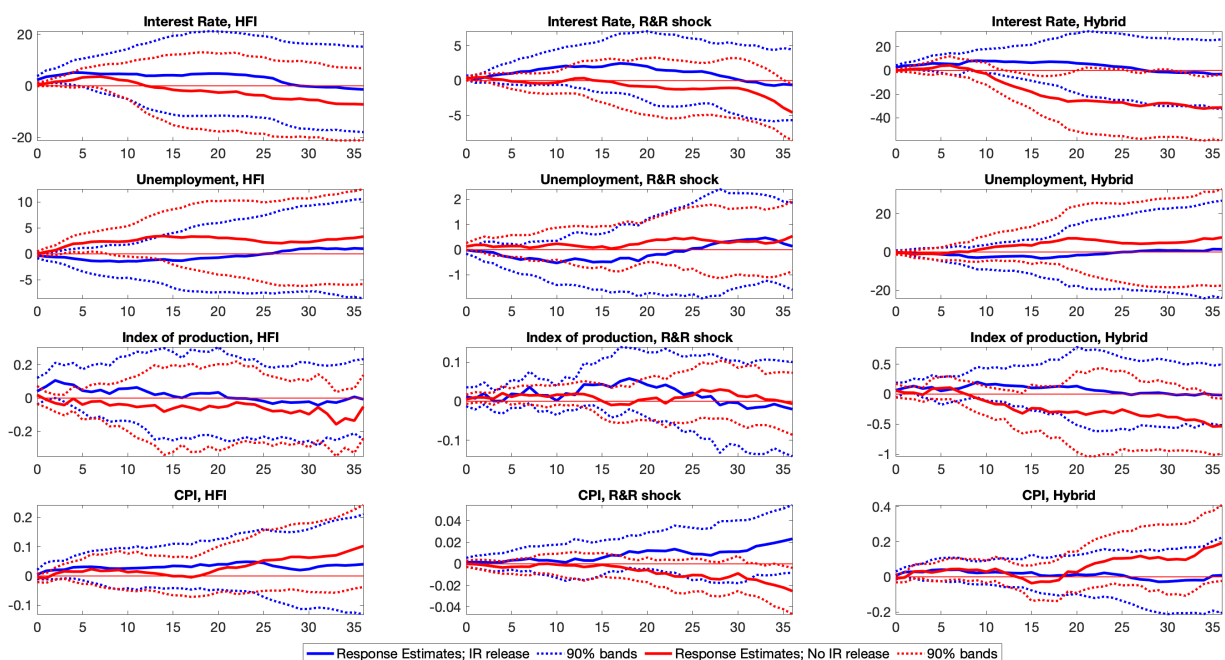 Interest Rate, HFI
20
0
-20
0 5 10 15 20 25 30 35
Interest Rate, R&R shock
5
0
-5
0 5 10 15 20 25 30 35
Interest Rate, Hybrid
20
0
-20
-40
0 5 10 15 20 25 30 35
Unemployment, HFI
10
5
0
-5
0 5 10 15 20 25 30 35
Unemployment, R&R shock
2
1
0
-1
0 5 10 15 20 25 30 35
Unemployment, Hybrid
20
0
-20
0 5 10 15 20 25 30 35
Index of production, HFI
0.2
0
-0.2
0 5 10 15 20 25 30 35
Index of production, R&R shock
0.1
0
-0.1
0 5 10 15 20 25 30 35
Index of production, Hybrid
0.5
0
-0.5
-1
0 5 10 15 20 25 30 35
CPI, HFI
0.2
0.1
0
-0.1
0 5 10 15 20 25 30 35
CPI, R&R shock
0.04
0.02
0
-0.02
-0.04
0 5 10 15 20 25 30 35
CPI, Hybrid
0.4
0.2
0
-0.2
0 5 10 15 20 25 30 35
Response Estimates; IR release 90% bands Response Estimates; No IR release 90% bands